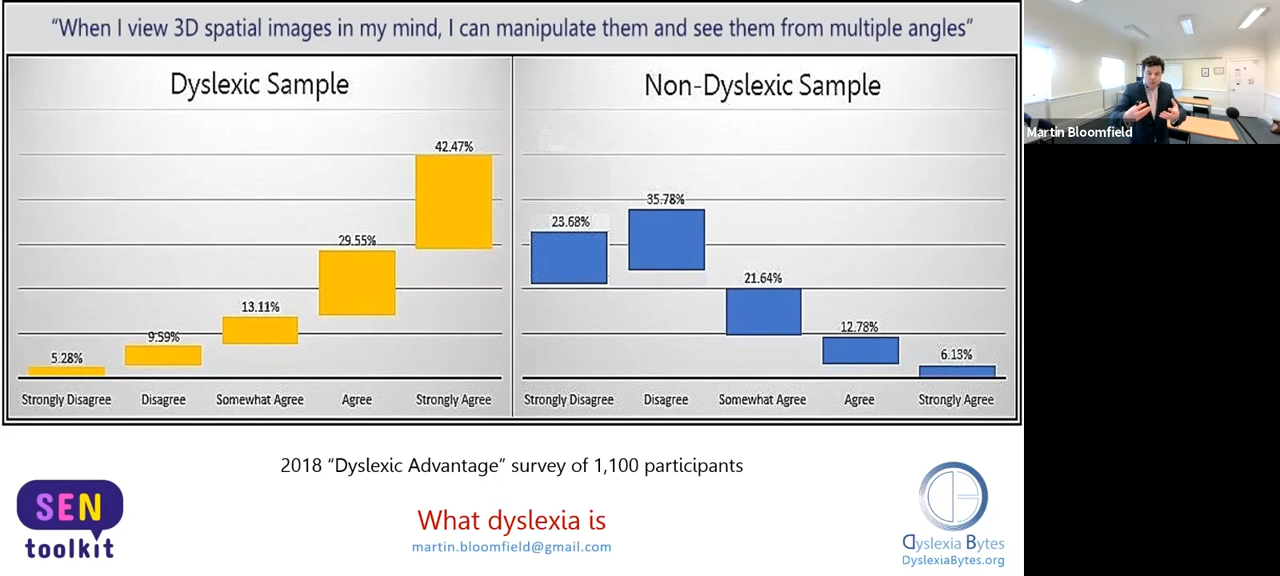 “When I view 3D spatial images in my mind, I can manipulate them and see them from multiple angles”
Dyslexic Sample
5.28%
9.59%
13.11%
29.55%
42.47%
Strongly Disagree Disagree Somewhat Agree Agree Strongly Agree
Non-Dyslexic Sample
23.68%
35.78%
21.64%
12.78%
6.13%
Strongly Disagree Disagree Somewhat Agree Agree Strongly Agree
Martin Bloomfield
2018 “Dyslexic Advantage” survey of 1,100 participants
What dyslexia is
martin.bloomfield@gmail.com
SEN
toolkit
Dyslexia Bytes
DyslexiaBytes.org